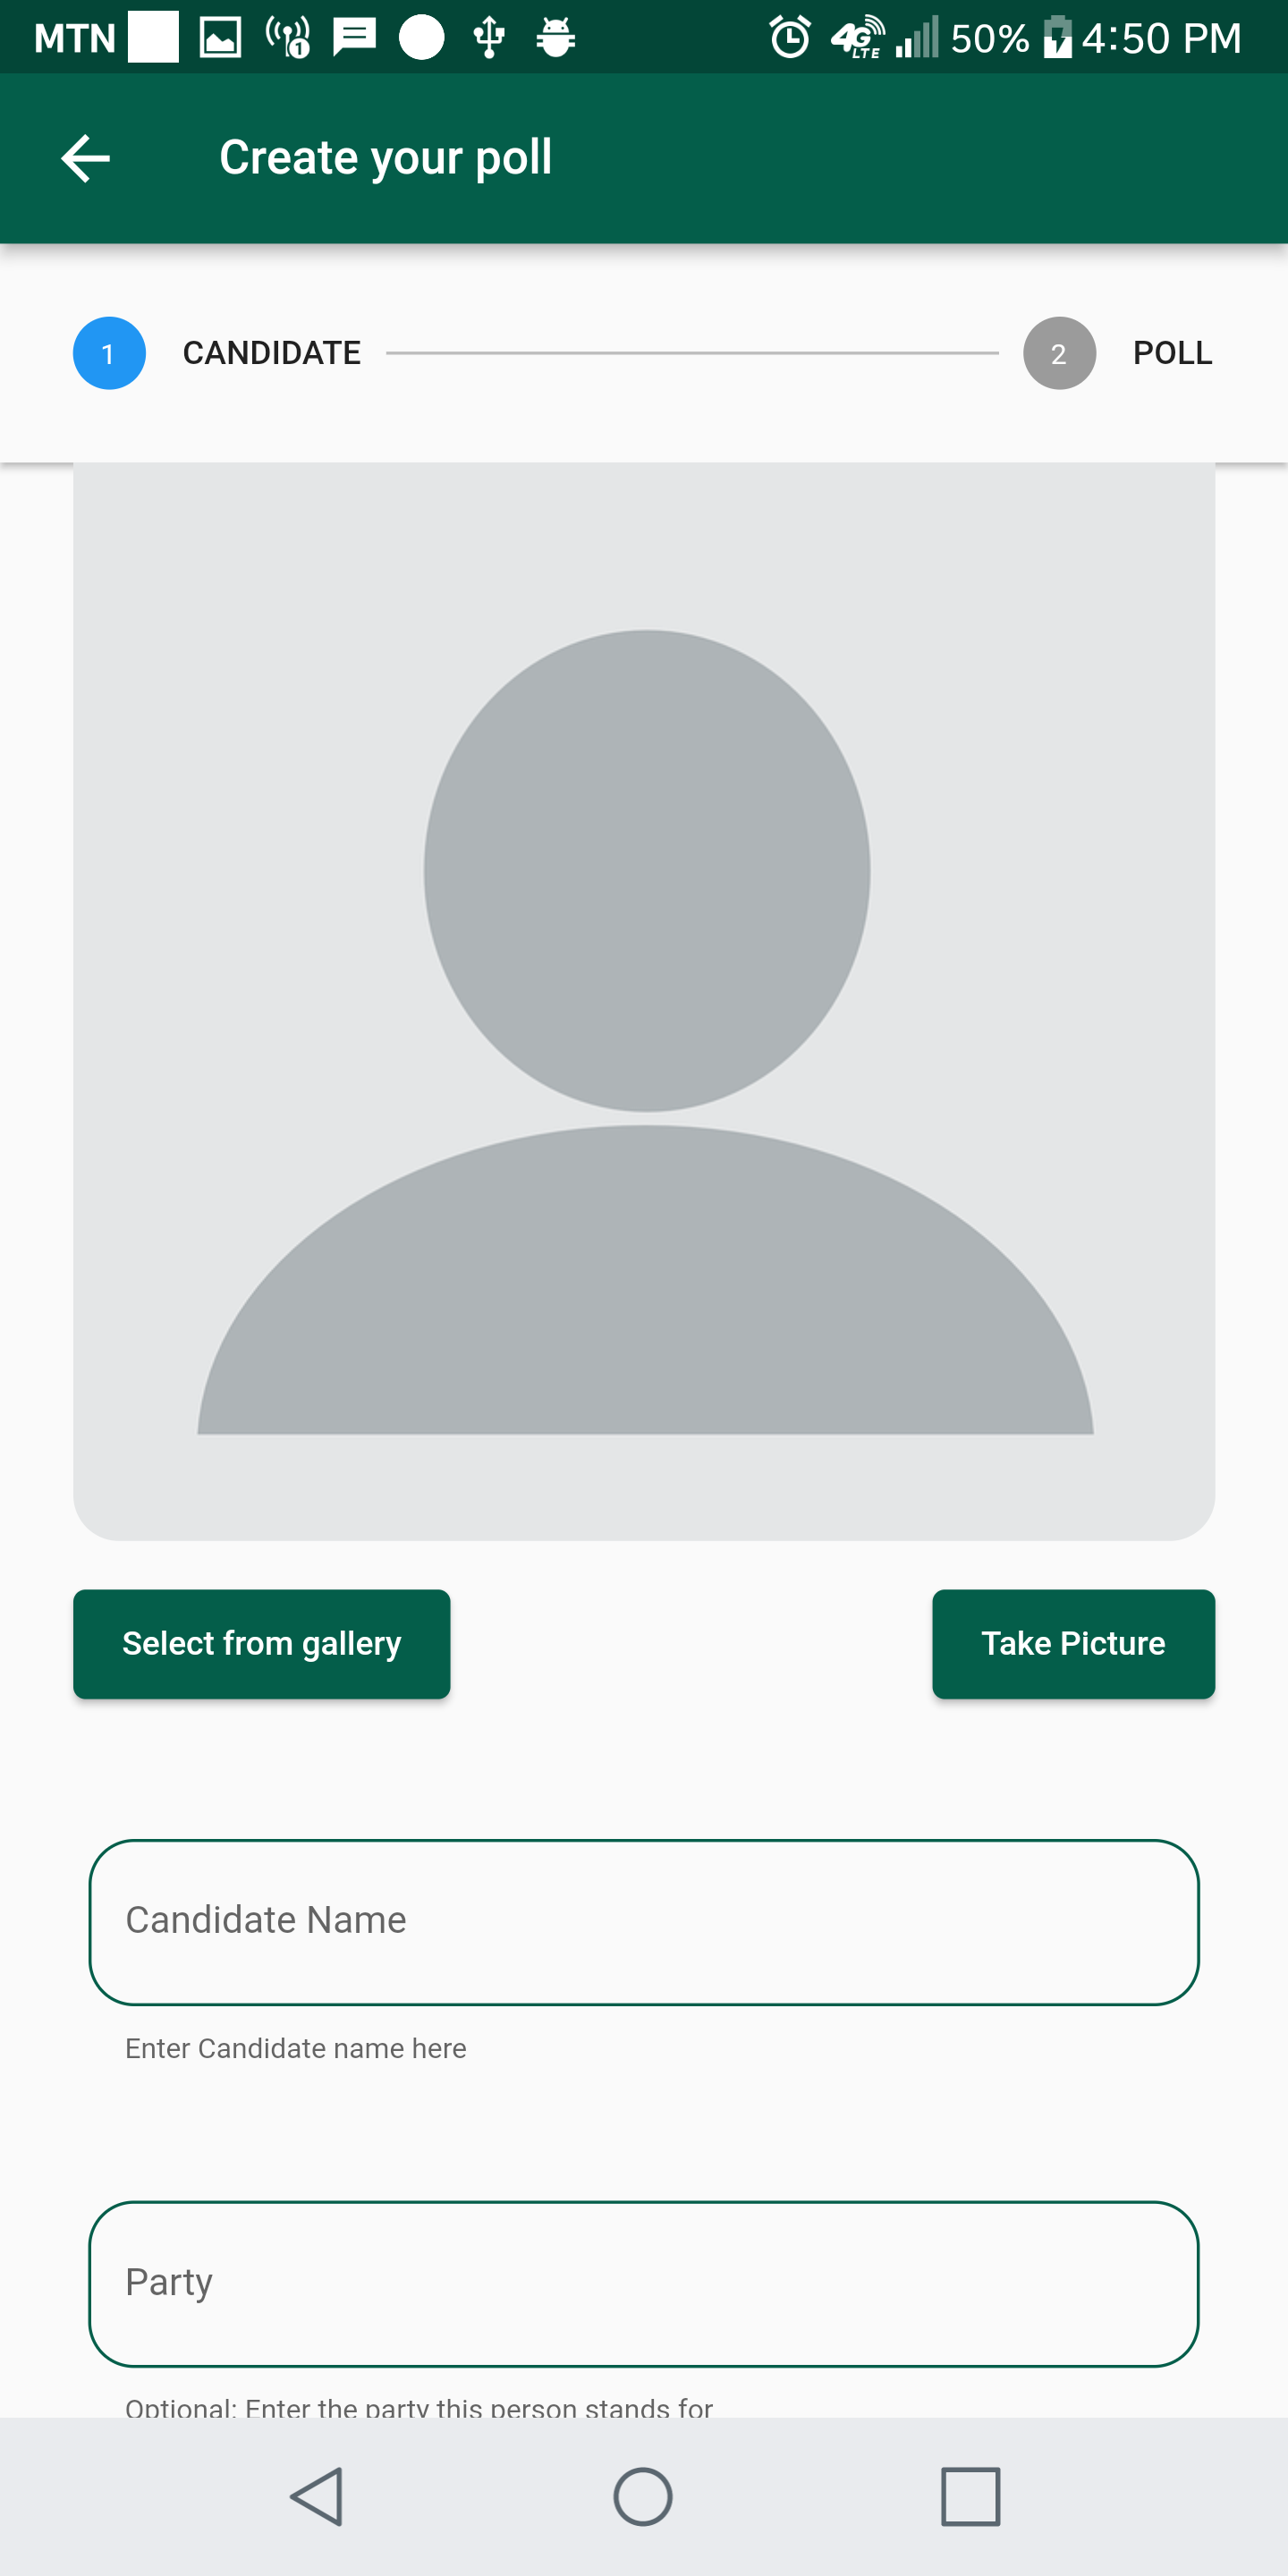 MTN 1 4G LTE 50% 4:50 PM
Create your poll
1 CANDIDATE 2 POLL
Select from gallery Take Picture
Candidate Name
Enter Candidate name here
Party
Optional: Enter the party this person stands for